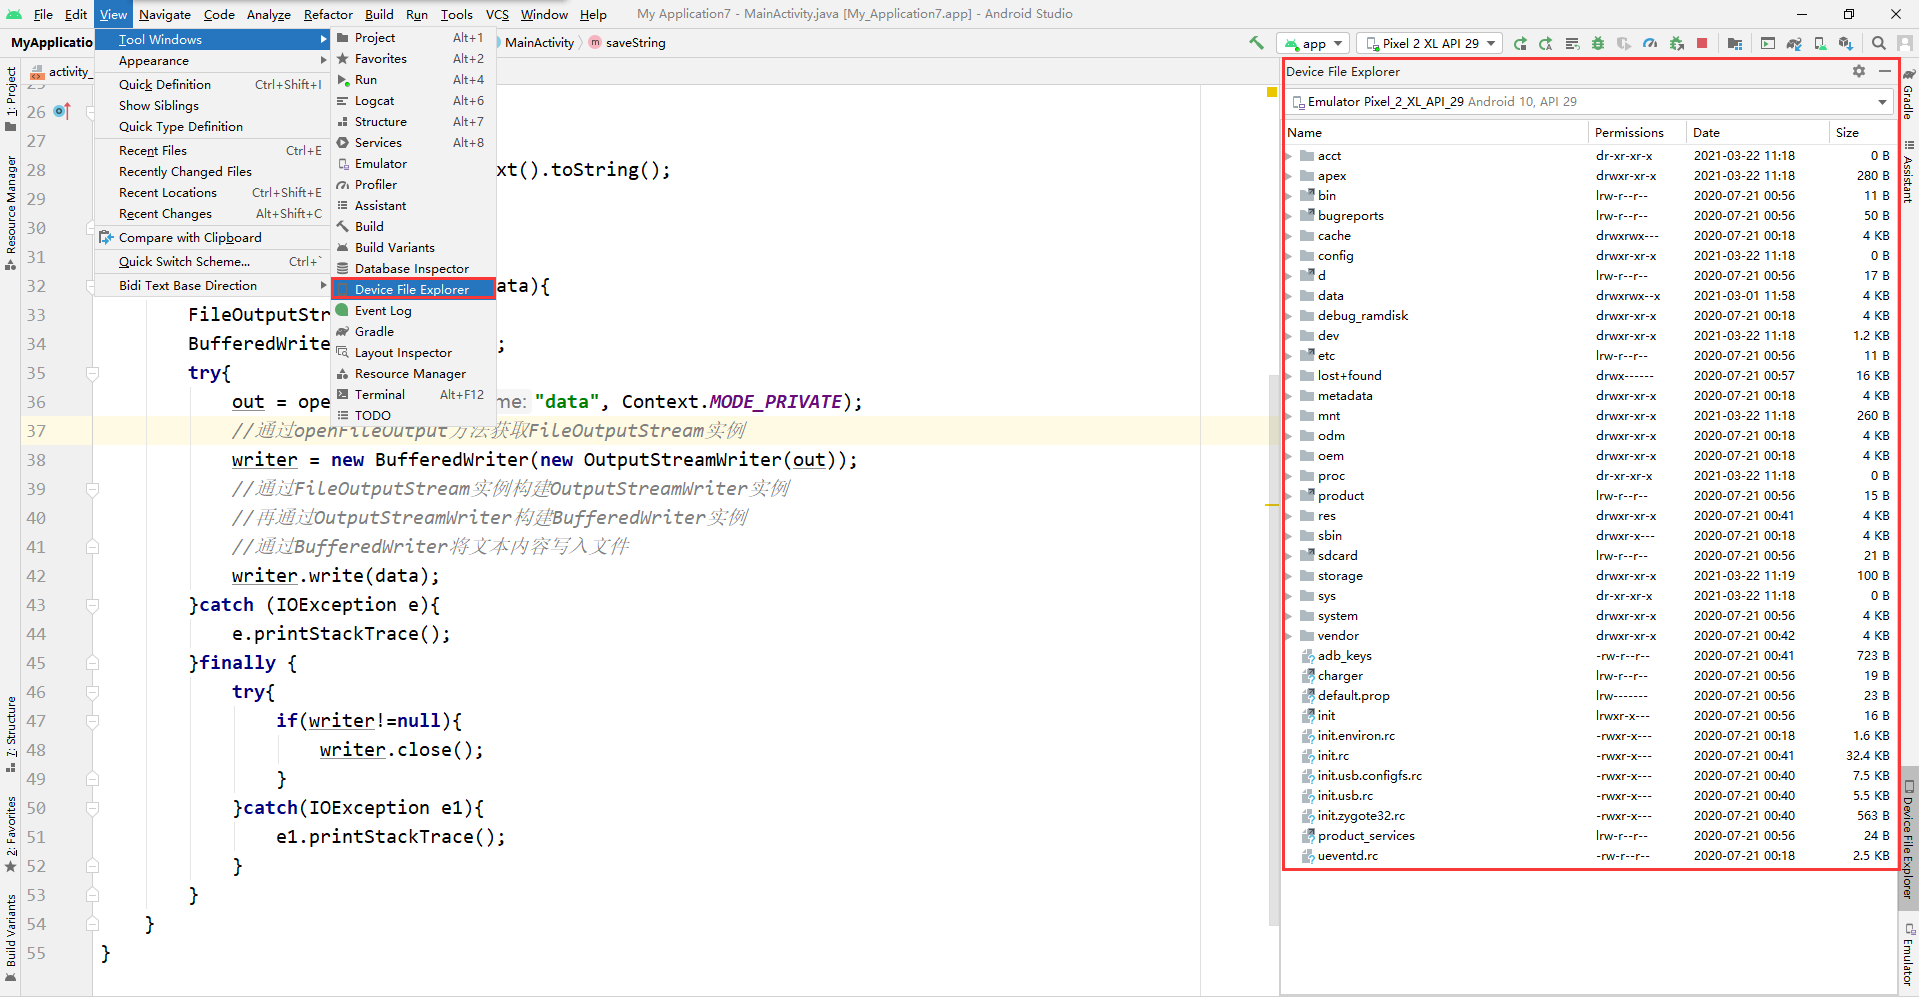 File Edit View Navigate Code Analyze Refactor Build Run Tools VCS Window Help My Application7 - MainActivity.java [My_Application7.app] - Android Studio
MyApplicatio MainActivity saveString app Pixel 2 XL API 29
activity_
Tool Windows
Appearance
Quick Definition Ctrl+Shift+I
Show Siblings
Quick Type Definition
Recent Files Ctrl+E
Recently Changed Files
Recent Locations Ctrl+Shift+E
Recent Changes Alt+Shift+C
Compare with Clipboard
Quick Switch Scheme... Ctrl+`
Bidi Text Base Direction
Project Alt+1
Favorites Alt+2
Run Alt+4
Logcat Alt+6
Structure Alt+7
Services Alt+8
Emulator
Profiler
Assistant
Build
Build Variants
Database Inspector
Device File Explorer
Event Log
Gradle
Layout Inspector
Resource Manager
Terminal Alt+F12
TODO
1: Project
Resource Manager
7: Structure
2: Favorites
Build Variants
25
26
27
28 xt().toString();
29
30
31
32 ata){
33 FileOutputStr
34 BufferedWrite ;
35 try{
36 out = ope me: "data", Context.MODE_PRIVATE);
37 //通过openFileOutput方法获取FileOutputStream实例
38 writer = new BufferedWriter(new OutputStreamWriter(out));
39 //通过FileOutputStream实例构建OutputStreamWriter实例
40 //再通过OutputStreamWriter构建BufferedWriter实例
41 //通过BufferedWriter将文本内容写入文件
42 writer.write(data);
43 }catch (IOException e){
44 e.printStackTrace();
45 }finally {
46 try{
47 if(writer!=null){
48 writer.close();
49 }
50 }catch(IOException e1){
51 e1.printStackTrace();
52 }
53 }
54 }
55 }
Device File Explorer
Emulator Pixel_2_XL_API_29 Android 10, API 29
Name Permissions Date Size
acct dr-xr-xr-x 2021-03-22 11:18 0 B
apex drwxr-xr-x 2021-03-22 11:18 280 B
bin lrw-r--r-- 2020-07-21 00:56 11 B
bugreports lrw-r--r-- 2020-07-21 00:56 50 B
cache drwxrwx--- 2020-07-21 00:18 4 KB
config drwxr-xr-x 2021-03-22 11:18 0 B
d lrw-r--r-- 2020-07-21 00:56 17 B
data drwxrwx--x 2021-03-01 11:58 4 KB
debug_ramdisk drwxr-xr-x 2020-07-21 00:18 4 KB
dev drwxr-xr-x 2021-03-22 11:18 1.2 KB
etc lrw-r--r-- 2020-07-21 00:56 11 B
lost+found drwx------ 2020-07-21 00:57 16 KB
metadata drwxr-xr-x 2020-07-21 00:18 4 KB
mnt drwxr-xr-x 2021-03-22 11:18 260 B
odm drwxr-xr-x 2020-07-21 00:18 4 KB
oem drwxr-xr-x 2020-07-21 00:18 4 KB
proc dr-xr-xr-x 2021-03-22 11:18 0 B
product lrw-r--r-- 2020-07-21 00:56 15 B
res drwxr-xr-x 2020-07-21 00:41 4 KB
sbin drwxr-x--- 2020-07-21 00:18 4 KB
sdcard lrw-r--r-- 2020-07-21 00:56 21 B
storage drwxr-xr-x 2021-03-22 11:19 100 B
sys dr-xr-xr-x 2021-03-22 11:18 0 B
system drwxr-xr-x 2020-07-21 00:56 4 KB
vendor drwxr-xr-x 2020-07-21 00:42 4 KB
adb_keys -rw-r--r-- 2020-07-21 00:41 723 B
charger lrw-r--r-- 2020-07-21 00:56 19 B
default.prop lrw------- 2020-07-21 00:56 23 B
init lrwxr-x--- 2020-07-21 00:56 16 B
init.environ.rc -rwxr-x--- 2020-07-21 00:18 1.6 KB
init.rc -rwxr-x--- 2020-07-21 00:41 32.4 KB
init.usb.configfs.rc -rwxr-x--- 2020-07-21 00:40 7.5 KB
init.usb.rc -rwxr-x--- 2020-07-21 00:40 5.5 KB
init.zygote32.rc -rwxr-x--- 2020-07-21 00:40 563 B
product_services lrw-r--r-- 2020-07-21 00:56 24 B
ueventd.rc -rw-r--r-- 2020-07-21 00:18 2.5 KB
Gradle
Assistant
Device File Explorer
Emulator